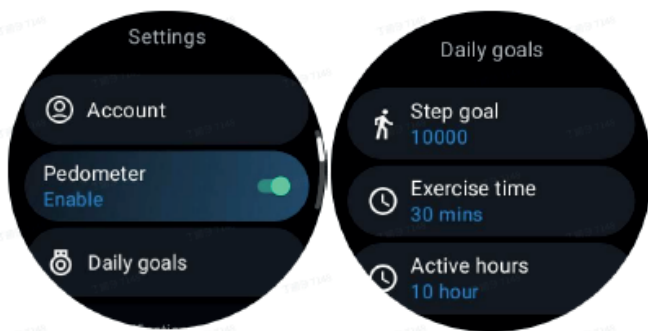 Settings
Account
Pedometer
Enable
Daily goals
Daily goals
Step goal
10000
Exercise time
30 mins
Active hours
10 hour